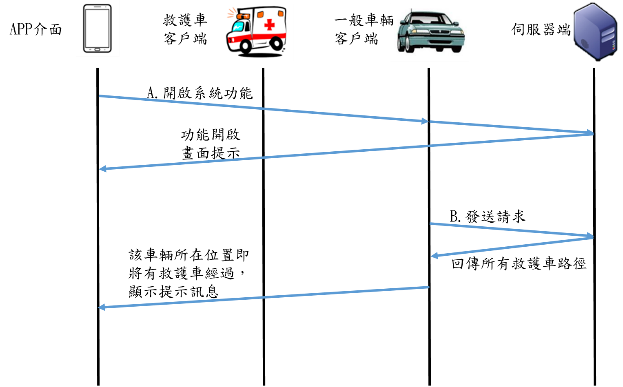 APP介面
救護車
客戶端
一般車輛
客戶端
伺服器端
A.開啟系統功能
功能開啟
畫面提示
B.發送請求
回傳所有救護車路徑
該車輛所在位置即
將有救護車經過，
顯示提示訊息